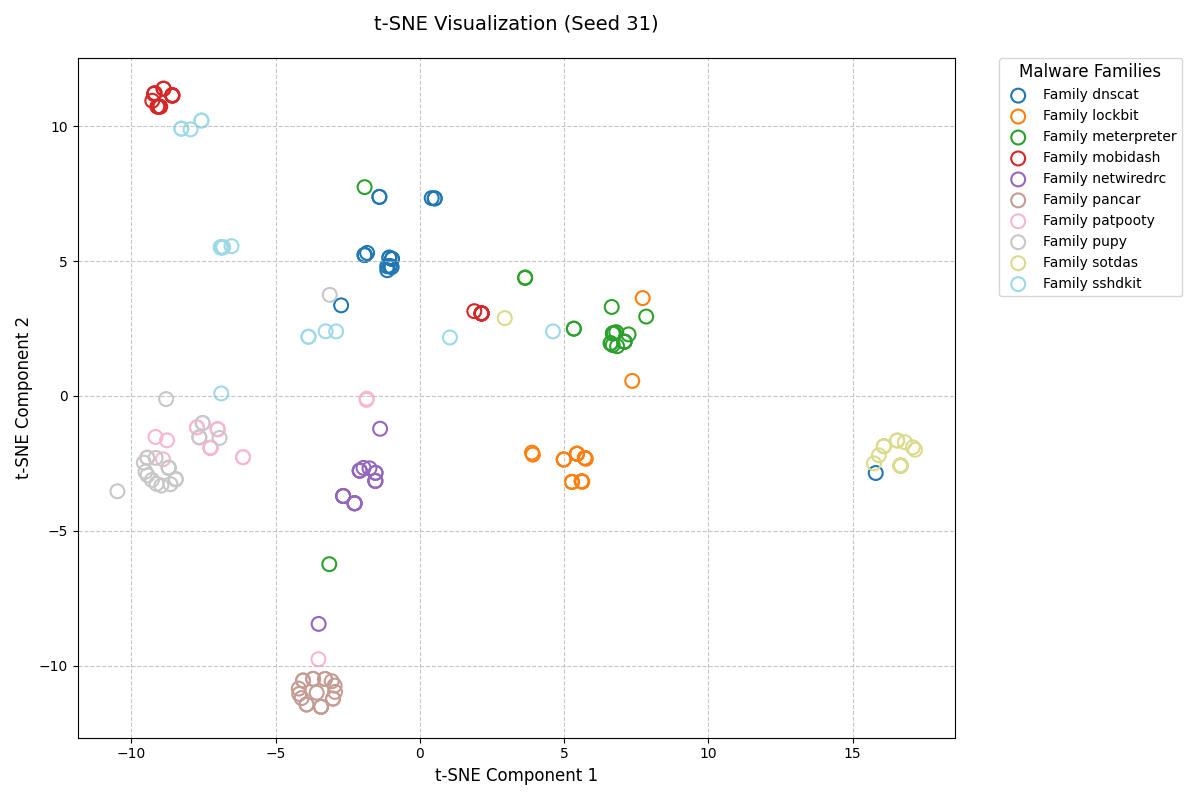 t-SNE Visualization (Seed 31)
Malware Families
Family dnscat
Family lockbit
Family meterpreter
Family mobidash
Family netwiredrc
Family pancar
Family patpooty
Family pupy
Family sotdas
Family sshdkit
t-SNE Component 2
10
5
0
−5
−10
−10
−5
0
5
10
15
t-SNE Component 1